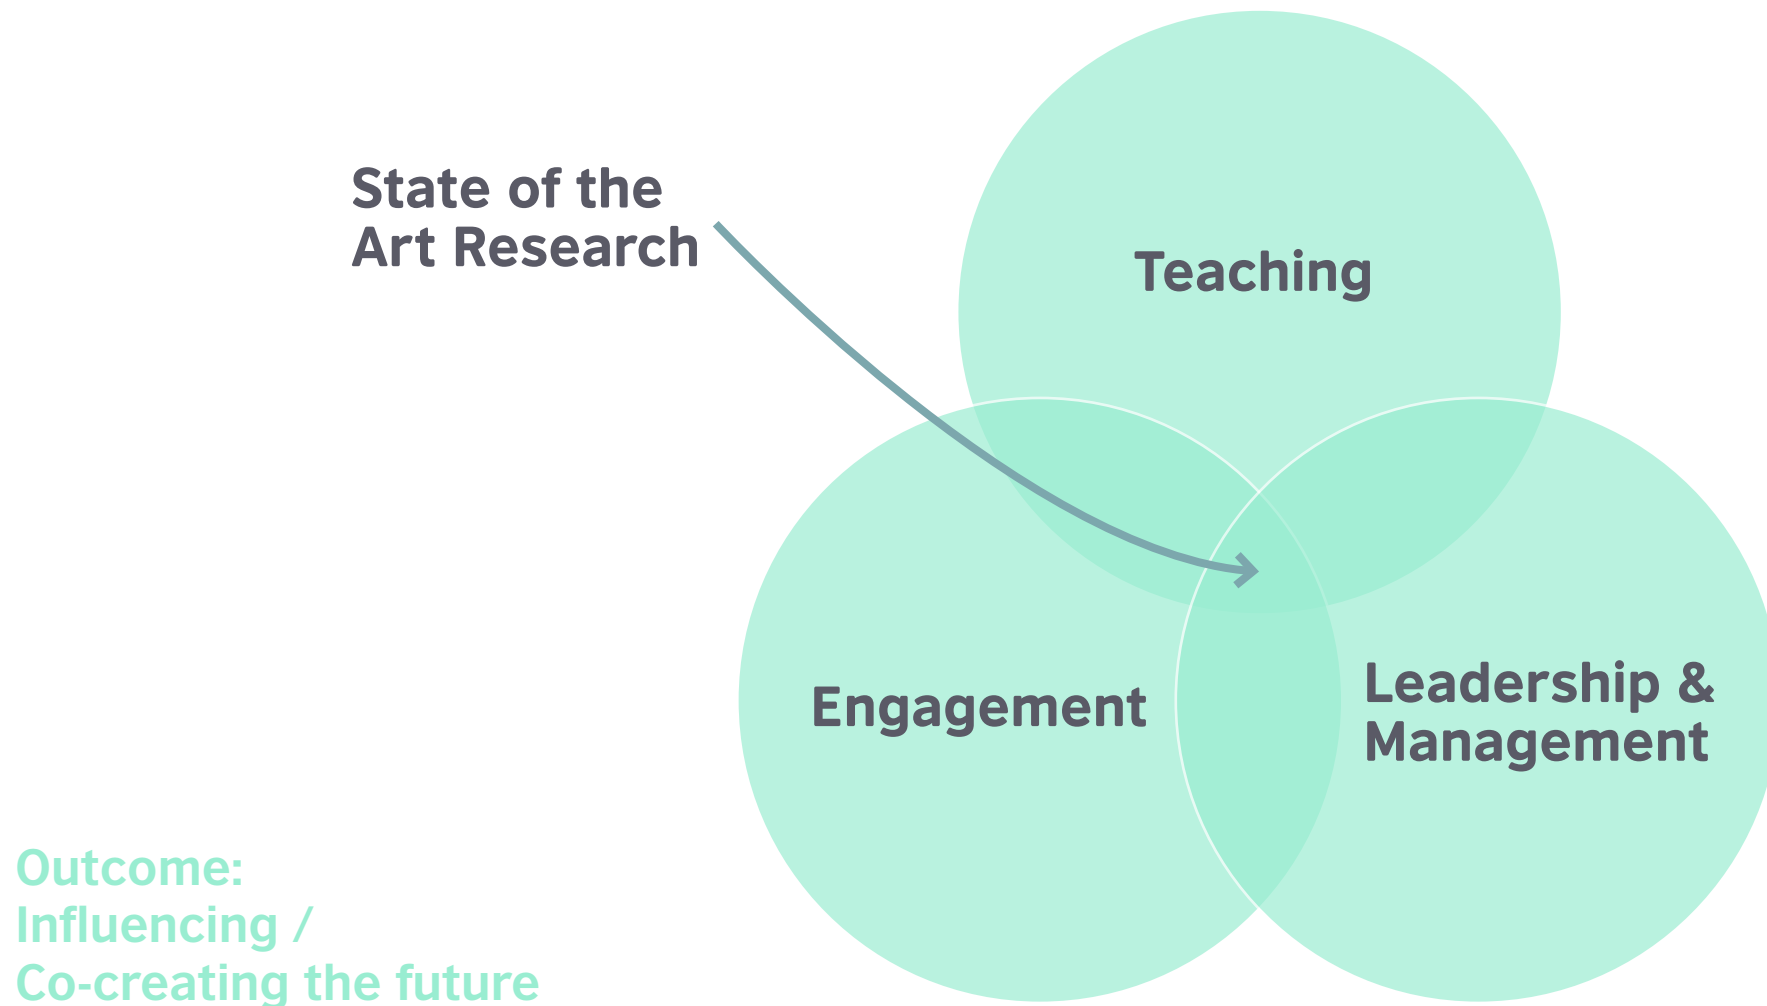 State of the
Art Research
Teaching
Engagement
Leadership &
Management
Outcome:
Influencing /
Co-creating the future